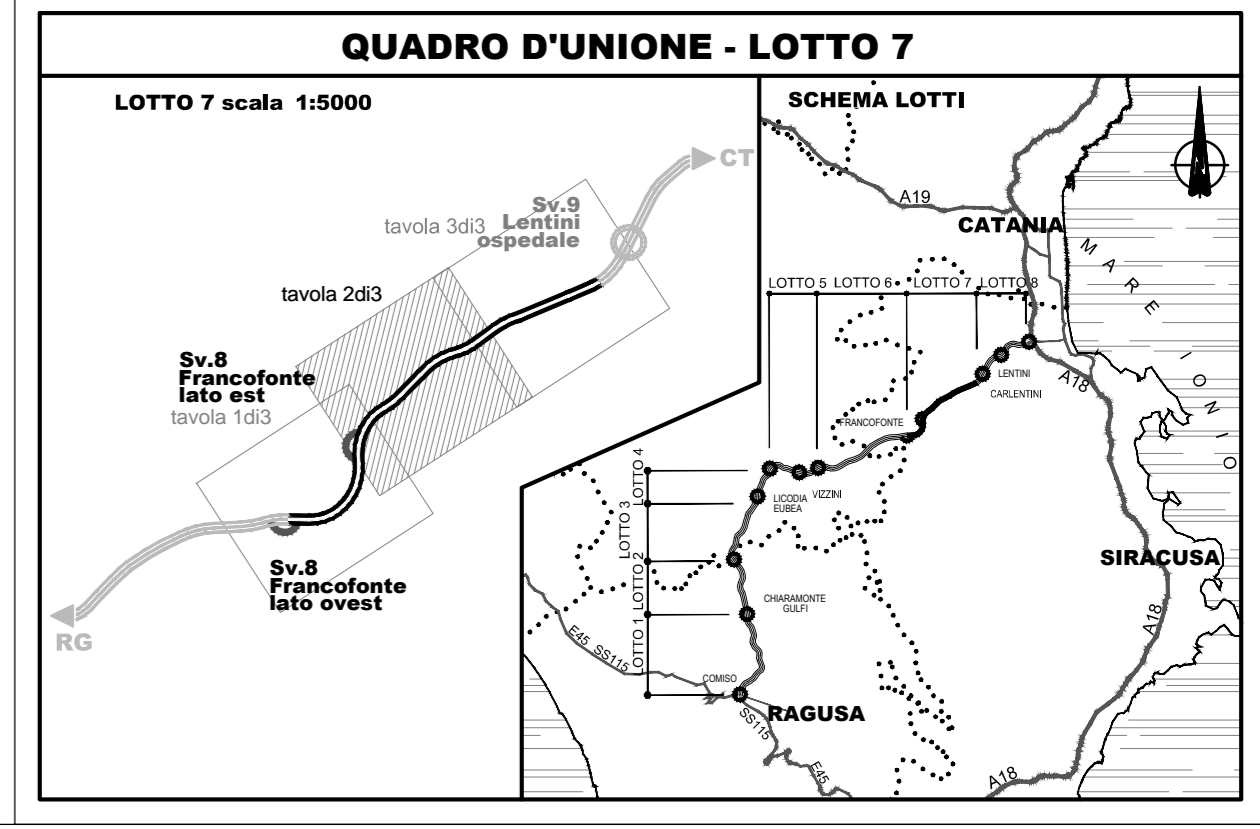 QUADRO D'UNIONE - LOTTO 7
LOTTO 7 scala 1:5000
CT
Sv.9
Lentini
ospedale
tavola 3di3
tavola 2di3
Sv.8
Francofonte
lato est
tavola 1di3
Sv.8
Francofonte
lato ovest
RG
SCHEMA LOTTI
A19
CATANIA
MARE IONIO
LOTTO 5
LOTTO 6
LOTTO 7
LOTTO 8
LENTINI
A18
CARLENTINI
FRANCOFONTE
LOTTO 4
LOTTO 3
LOTTO 2
LOTTO 1
LICODIA
EUBEA
VIZZINI
SIRACUSA
CHIARAMONTE
GULFI
A18
E45 SS115
COMISO
RAGUSA
SS115
E45
A18